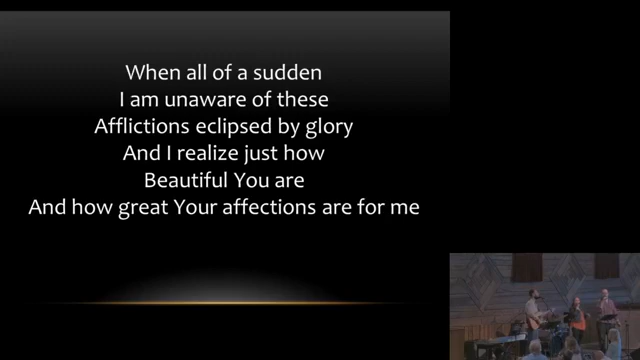 When all of a sudden
I am unaware of these
Afflictions eclipsed by glory
And I realize just how
Beautiful You are
And how great Your affections are for me